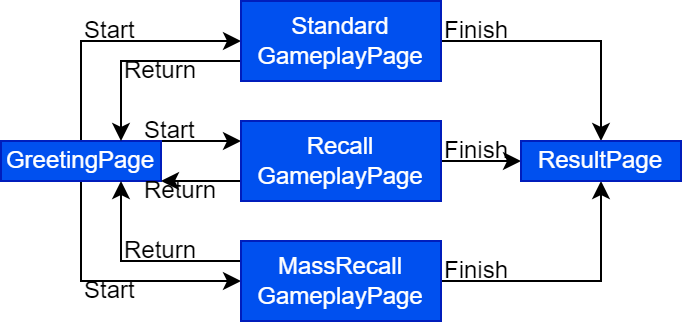 Start
Standard
GameplayPage
Finish
Return
Start
Recall
GameplayPage
Finish
GreetingPage
ResultPage
Return
Return
MassRecall
GameplayPage
Finish
Start